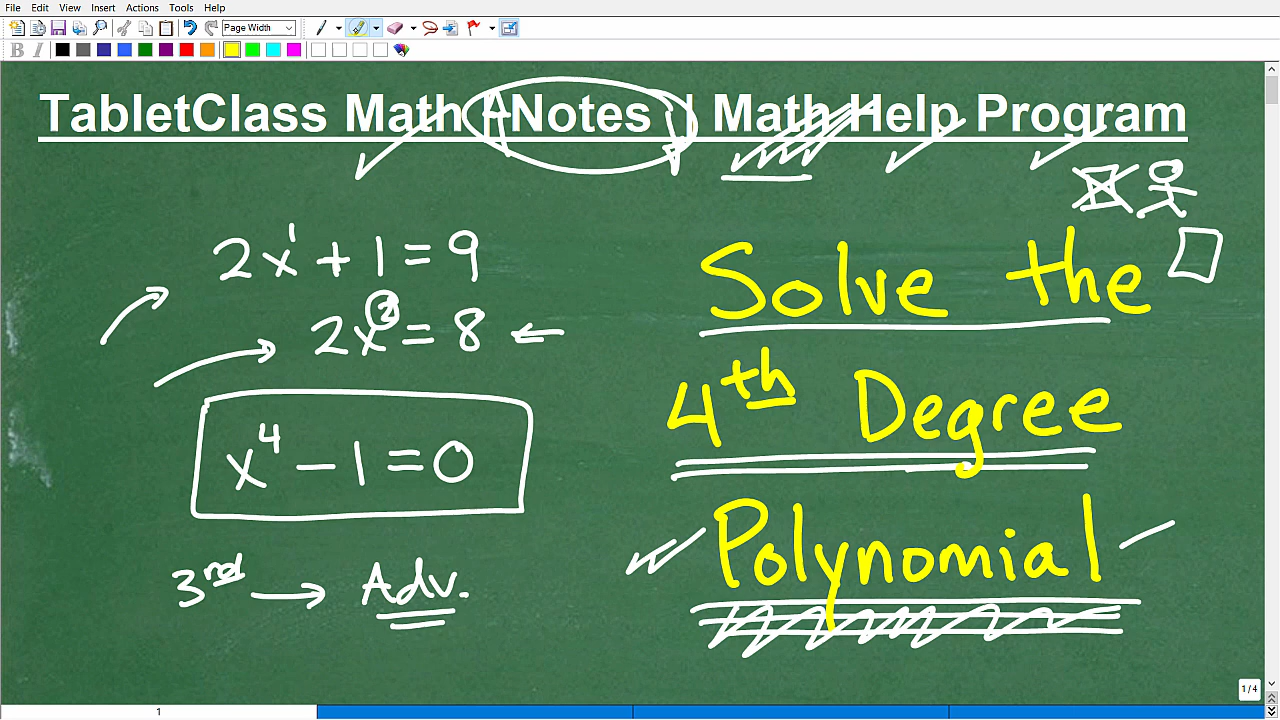 File Edit View Insert Actions Tools Help
Page Width
B I
TabletClass Math Notes | Math Help Program
2x¹ + 1 = 9
2x² = 8
x⁴ - 1 = 0
3rd → Adv.
Solve the
4th Degree
Polynomial
1/4
1